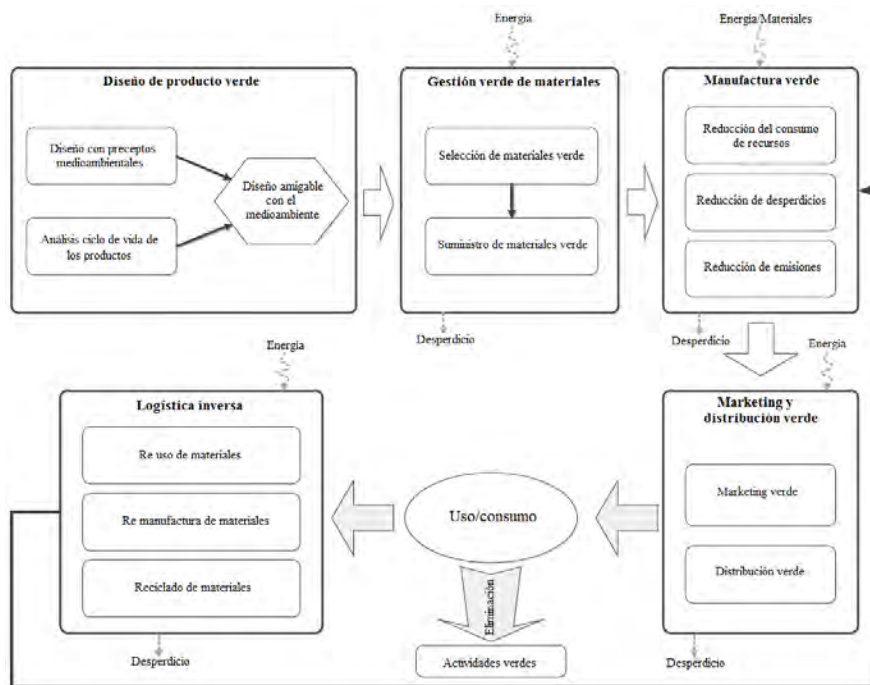 Energía
Energía/Materiales
Diseño de producto verde
Diseño con preceptos
medioambientales
Análisis ciclo de vida de
los productos
Diseño amigable
con el
medioambiente
Gestión verde de materiales
Selección de materiales verde
Suministro de materiales verde
Desperdicio
Manufactura verde
Reducción del consumo
de recursos
Reducción de desperdicios
Reducción de emisiones
Desperdicio
Energía
Marketing y
distribución verde
Marketing verde
Distribución verde
Desperdicio
Uso/consumo
Eliminación
Actividades verdes
Energía
Logística inversa
Re uso de materiales
Re manufactura de materiales
Reciclado de materiales
Desperdicio